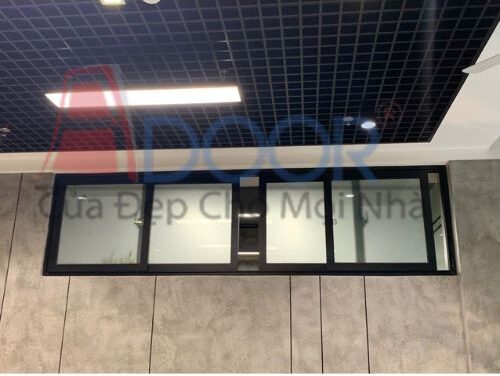 ADOOR®
Cửa Đẹp Cho Mọi Nhà